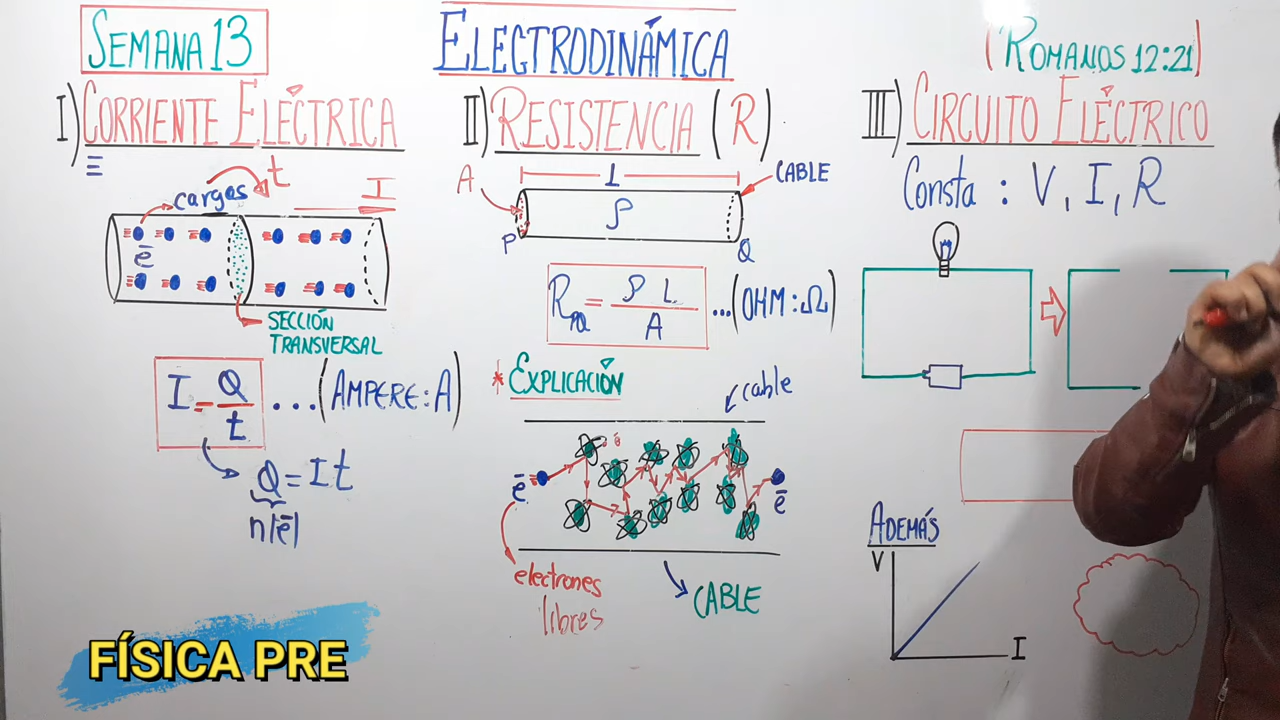 SEMANA 13
ELECTRODINÁMICA
(ROMANOS 12:21)
I) CORRIENTE ELÉCTRICA
≡
cargas
t
I
e̅
SECCIÓN
TRANSVERSAL
I = Q/t ...(AMPERE: A)
Q = It
n|e̅|
II) RESISTENCIA (R)
A
L
CABLE
ρ
P
Q
R_PQ = ρ L / A ...(OHM: Ω)
* EXPLICACIÓN
cable
e̅
e̅
electrones
libres
CABLE
III) CIRCUITO ELÉCTRICO
Consta : V, I, R
ADEMÁS
V
I
FÍSICA PRE